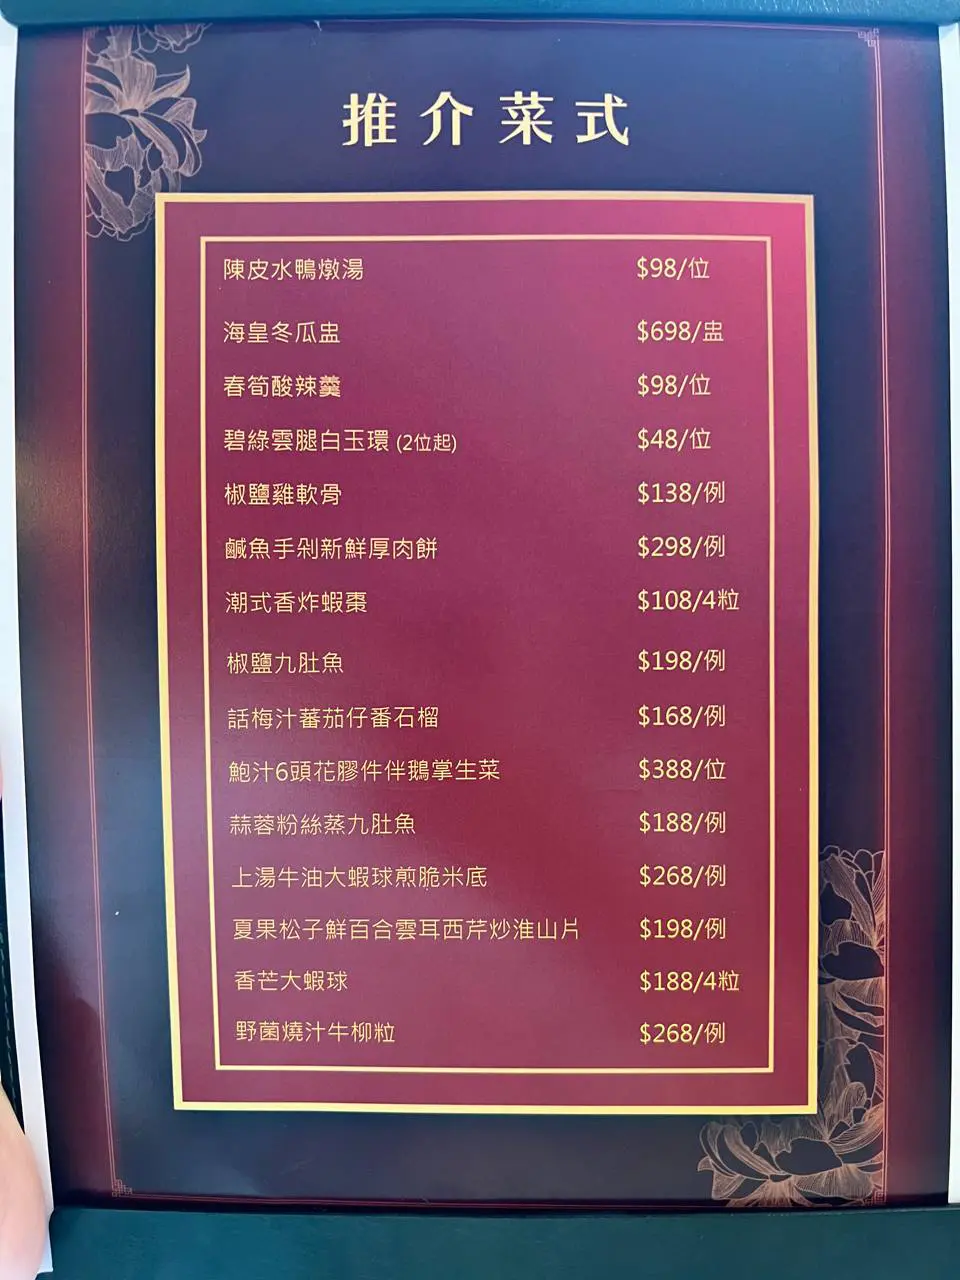 推介菜式
陳皮水鴨燉湯 $98/位
海皇冬瓜盅 $698/盅
春筍酸辣羹 $98/位
碧綠雲腿白玉環 (2位起) $48/位
椒鹽雞軟骨 $138/例
鹹魚手剁新鮮厚肉餅 $298/例
潮式香炸蝦棗 $108/4粒
椒鹽九肚魚 $198/例
話梅汁蕃茄仔番石榴 $168/例
鮑汁6頭花膠件伴鵝掌生菜 $388/位
蒜蓉粉絲蒸九肚魚 $188/例
上湯牛油大蝦球煎脆米底 $268/例
夏果松子鮮百合雲耳西芹炒淮山片 $198/例
香芒大蝦球 $188/4粒
野菌燒汁牛柳粒 $268/例